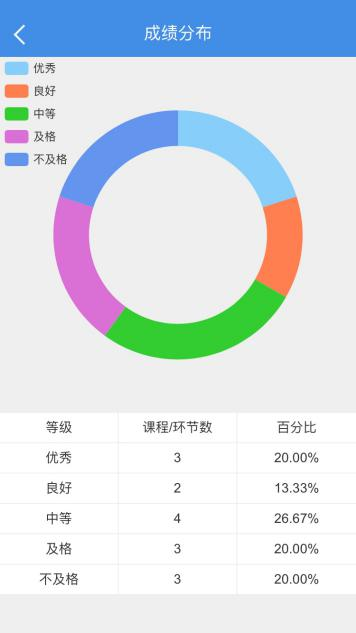 成绩分布
优秀
良好
中等
及格
不及格
等级 课程/环节数 百分比
优秀 3 20.00%
良好 2 13.33%
中等 4 26.67%
及格 3 20.00%
不及格 3 20.00%